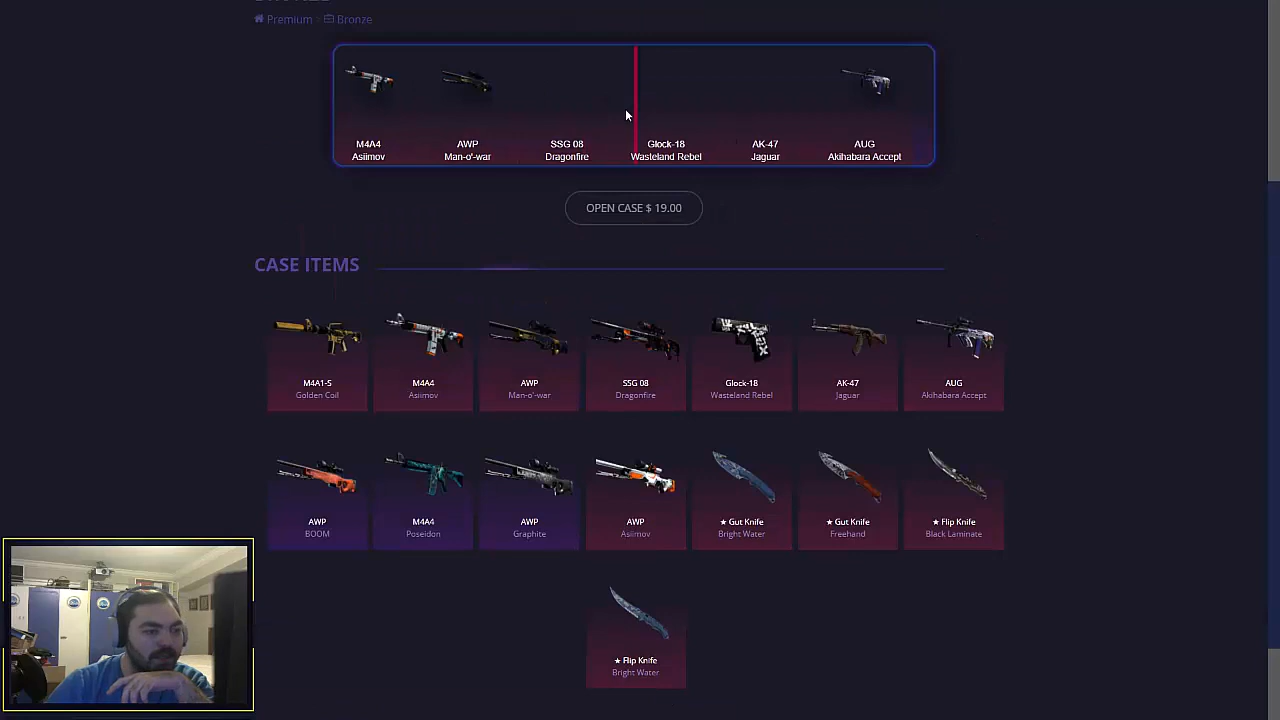 Premium > Bronze
M4A4 AWP SSG 08 Glock-18 AK-47 AUG
Asiimov Man-o'-war Dragonfire Wasteland Rebel Jaguar Akihabara Accept
OPEN CASE $ 19.00
CASE ITEMS
M4A1-S M4A4 AWP SSG 08 Glock-18 AK-47 AUG
Golden Coil Asiimov Man-o'-war Dragonfire Wasteland Rebel Jaguar Akihabara Accept
AWP M4A4 AWP AWP ★ Gut Knife ★ Gut Knife ★ Flip Knife
BOOM Poseidon Graphite Asiimov Bright Water Freehand Black Laminate
★ Flip Knife
Bright Water